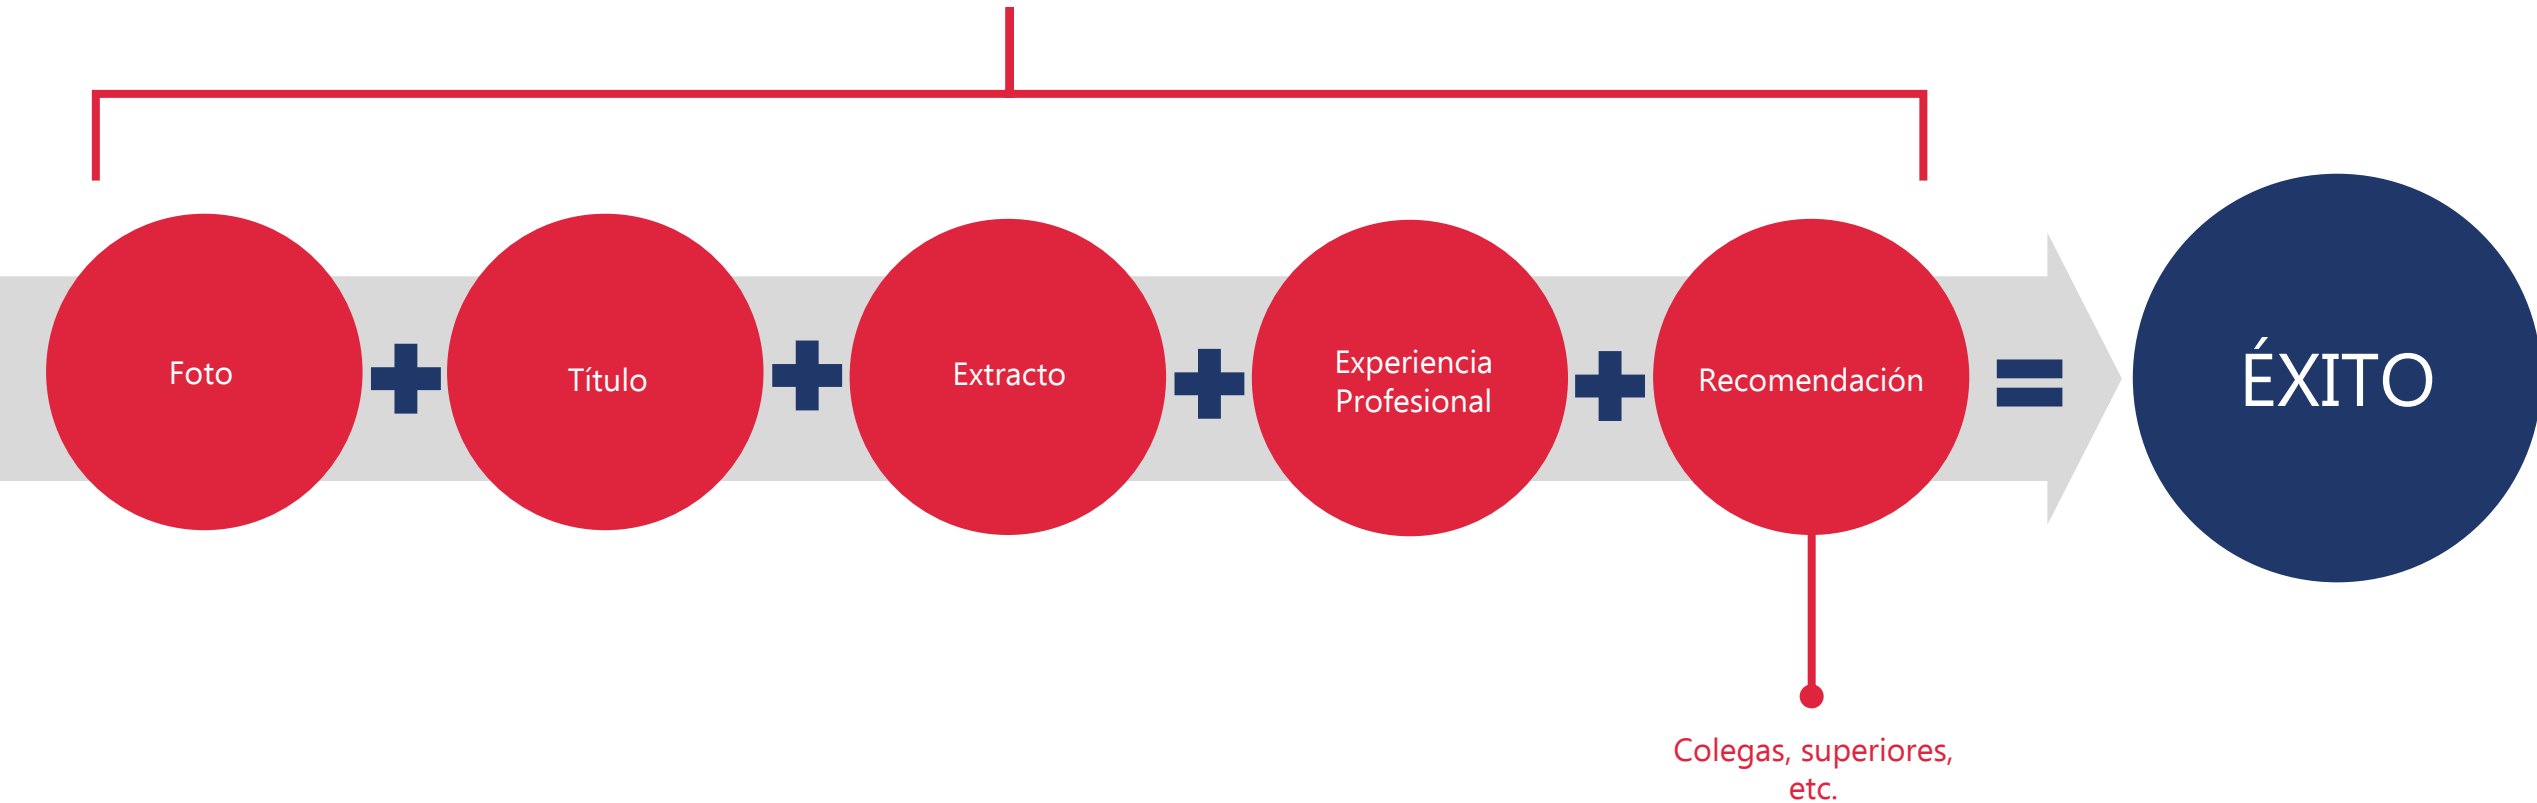 Foto
Título
Extracto
Experiencia
Profesional
Recomendación
ÉXITO
Colegas, superiores,
etc.